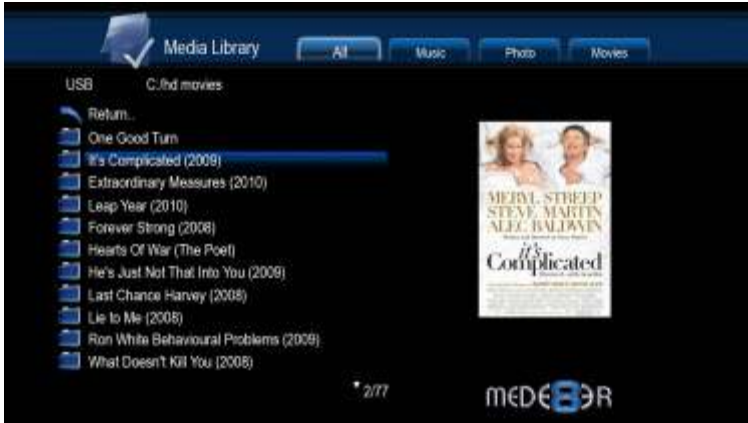 Media Library
All
Music
Photo
Movies
USB C:/hd movies
Return..
One Good Turn
It's Complicated (2009)
Extraordinary Measures (2010)
Leap Year (2010)
Forever Strong (2008)
Hearts Of War (The Poet)
He's Just Not That Into You (2009)
Last Chance Harvey (2008)
Lie to Me (2008)
Ron White Behavioural Problems (2009)
What Doesn't Kill You (2008)
2/77
MERYL STREEP
STEVE MARTIN
ALEC BALDWIN
it's
Complicated
MEDE8ER